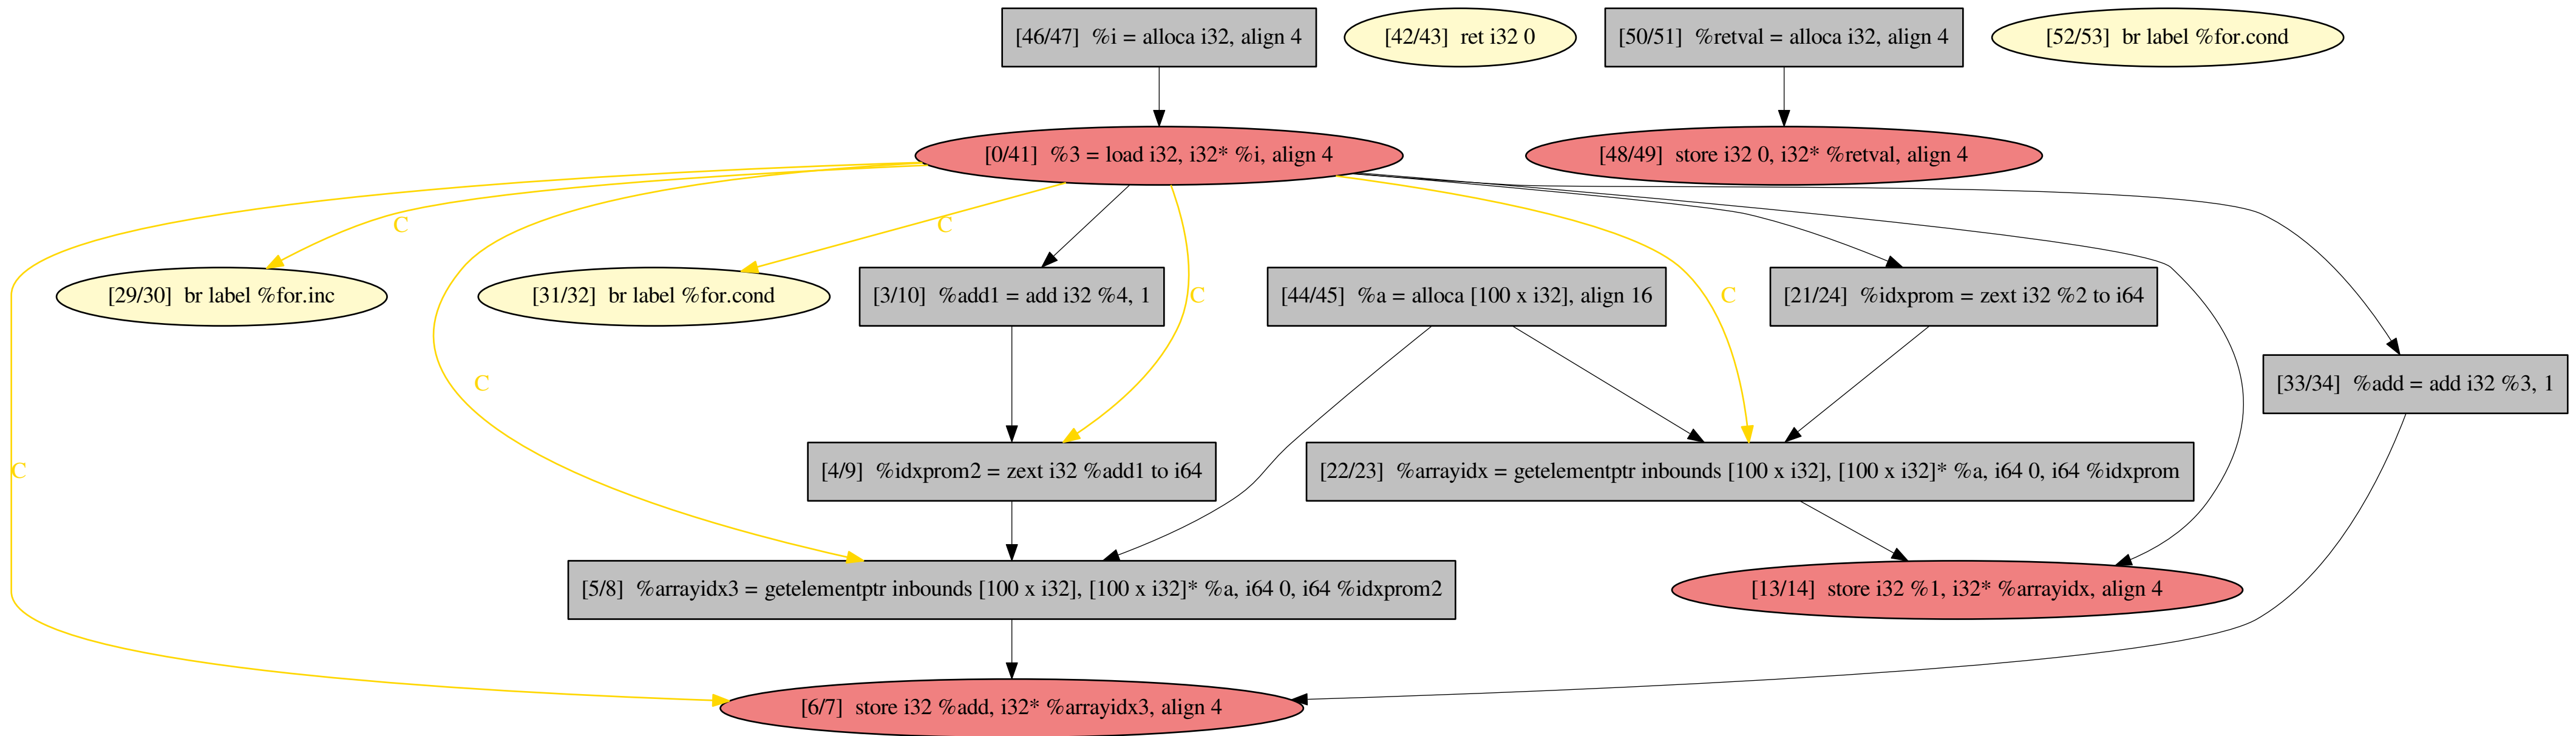 [46/47]  %i = alloca i32, align 4
[42/43]  ret i32 0
[50/51]  %retval = alloca i32, align 4
[52/53]  br label %for.cond
[0/41]  %3 = load i32, i32* %i, align 4
[48/49]  store i32 0, i32* %retval, align 4
C
C
[29/30]  br label %for.inc
[31/32]  br label %for.cond
[3/10]  %add1 = add i32 %4, 1
C
[44/45]  %a = alloca [100 x i32], align 16
C
[21/24]  %idxprom = zext i32 %2 to i64
C
[33/34]  %add = add i32 %3, 1
C
[4/9]  %idxprom2 = zext i32 %add1 to i64
[22/23]  %arrayidx = getelementptr inbounds [100 x i32], [100 x i32]* %a, i64 0, i64 %idxprom
[5/8]  %arrayidx3 = getelementptr inbounds [100 x i32], [100 x i32]* %a, i64 0, i64 %idxprom2
[13/14]  store i32 %1, i32* %arrayidx, align 4
[6/7]  store i32 %add, i32* %arrayidx3, align 4